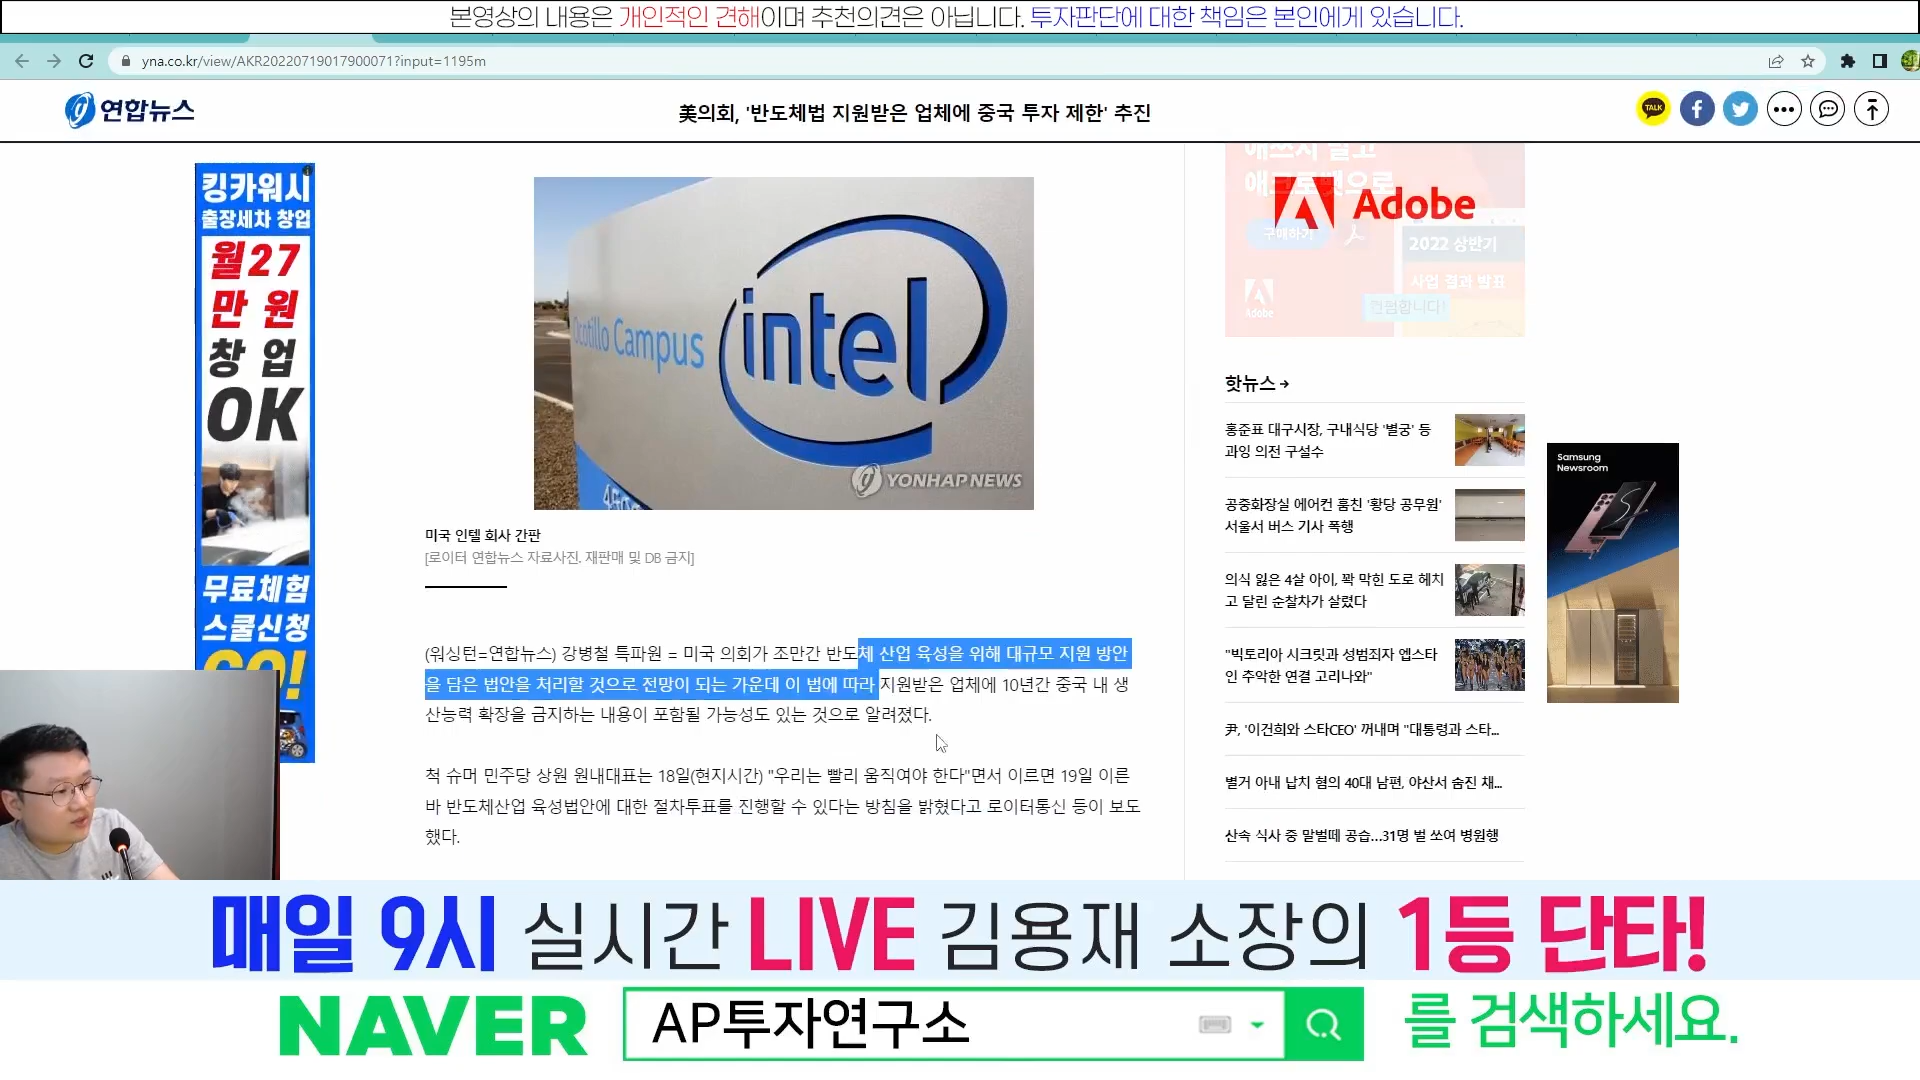 본영상의 내용은 개인적인 견해이며 추천의견은 아닙니다. 투자판단에 대한 책임은 본인에게 있습니다.
yna.co.kr/view/AKR20220719017900071?input=1195m
연합뉴스
美의회, '반도체법 지원받은 업체에 중국 투자 제한' 추진
TALK
킹카워시
출장세차 창업
월27
만 원
창 업
OK
무료체험
스쿨신청
GO!
Ocotillo Campus
intel
YONHAP NEWS
미국 인텔 회사 간판
[로이터 연합뉴스 자료사진. 재판매 및 DB 금지]
(워싱턴=연합뉴스) 강병철 특파원 = 미국 의회가 조만간 반도체 산업 육성을 위해 대규모 지원 방안
을 담은 법안을 처리할 것으로 전망이 되는 가운데 이 법에 따라 지원받은 업체에 10년간 중국 내 생
산능력 확장을 금지하는 내용이 포함될 가능성도 있는 것으로 알려졌다.
척 슈머 민주당 상원 원내대표는 18일(현지시간) "우리는 빨리 움직여야 한다"면서 이르면 19일 이른
바 반도체산업 육성법안에 대한 절차투표를 진행할 수 있다는 방침을 밝혔다고 로이터통신 등이 보도
했다.
Adobe
구매하기
2022 상반기
사업 결과 발표
Adobe
핫뉴스
홍준표 대구시장, 구내식당 '별궁' 등
과잉 의전 구설수
공중화장실 에어컨 훔친 '황당 공무원'
서울서 버스 기사 폭행
의식 잃은 4살 아이, 꽉 막힌 도로 헤치
고 달린 순찰차가 살렸다
"빅토리아 시크릿과 성범죄자 엡스타
인 추악한 연결 고리나와"
尹, '이건희와 스타CEO' 꺼내며 "대통령과 스타...
별거 아내 납치 혐의 40대 남편, 야산서 숨진 채...
산속 식사 중 말벌떼 공습…31명 벌 쏘여 병원행
Samsung
Newsroom
매일 9시 실시간 LIVE 김용재 소장의 1등 단타!
NAVER AP투자연구소 를 검색하세요.